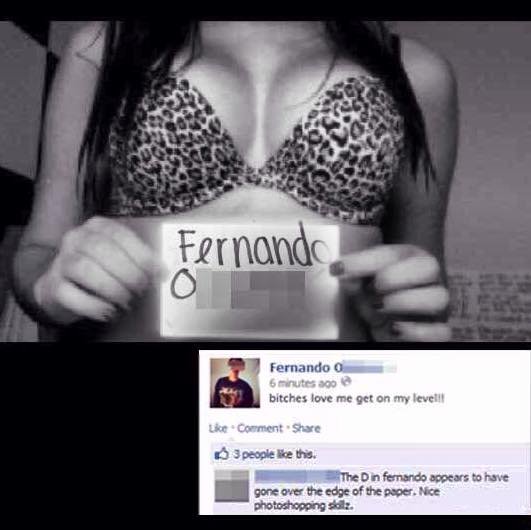 Fernando
O
Fernando O
6 minutes ago
bitches love me get on my level!!
Like · Comment · Share
3 people like this.
The D in fernando appears to have
gone over the edge of the paper. Nice
photoshopping skillz.